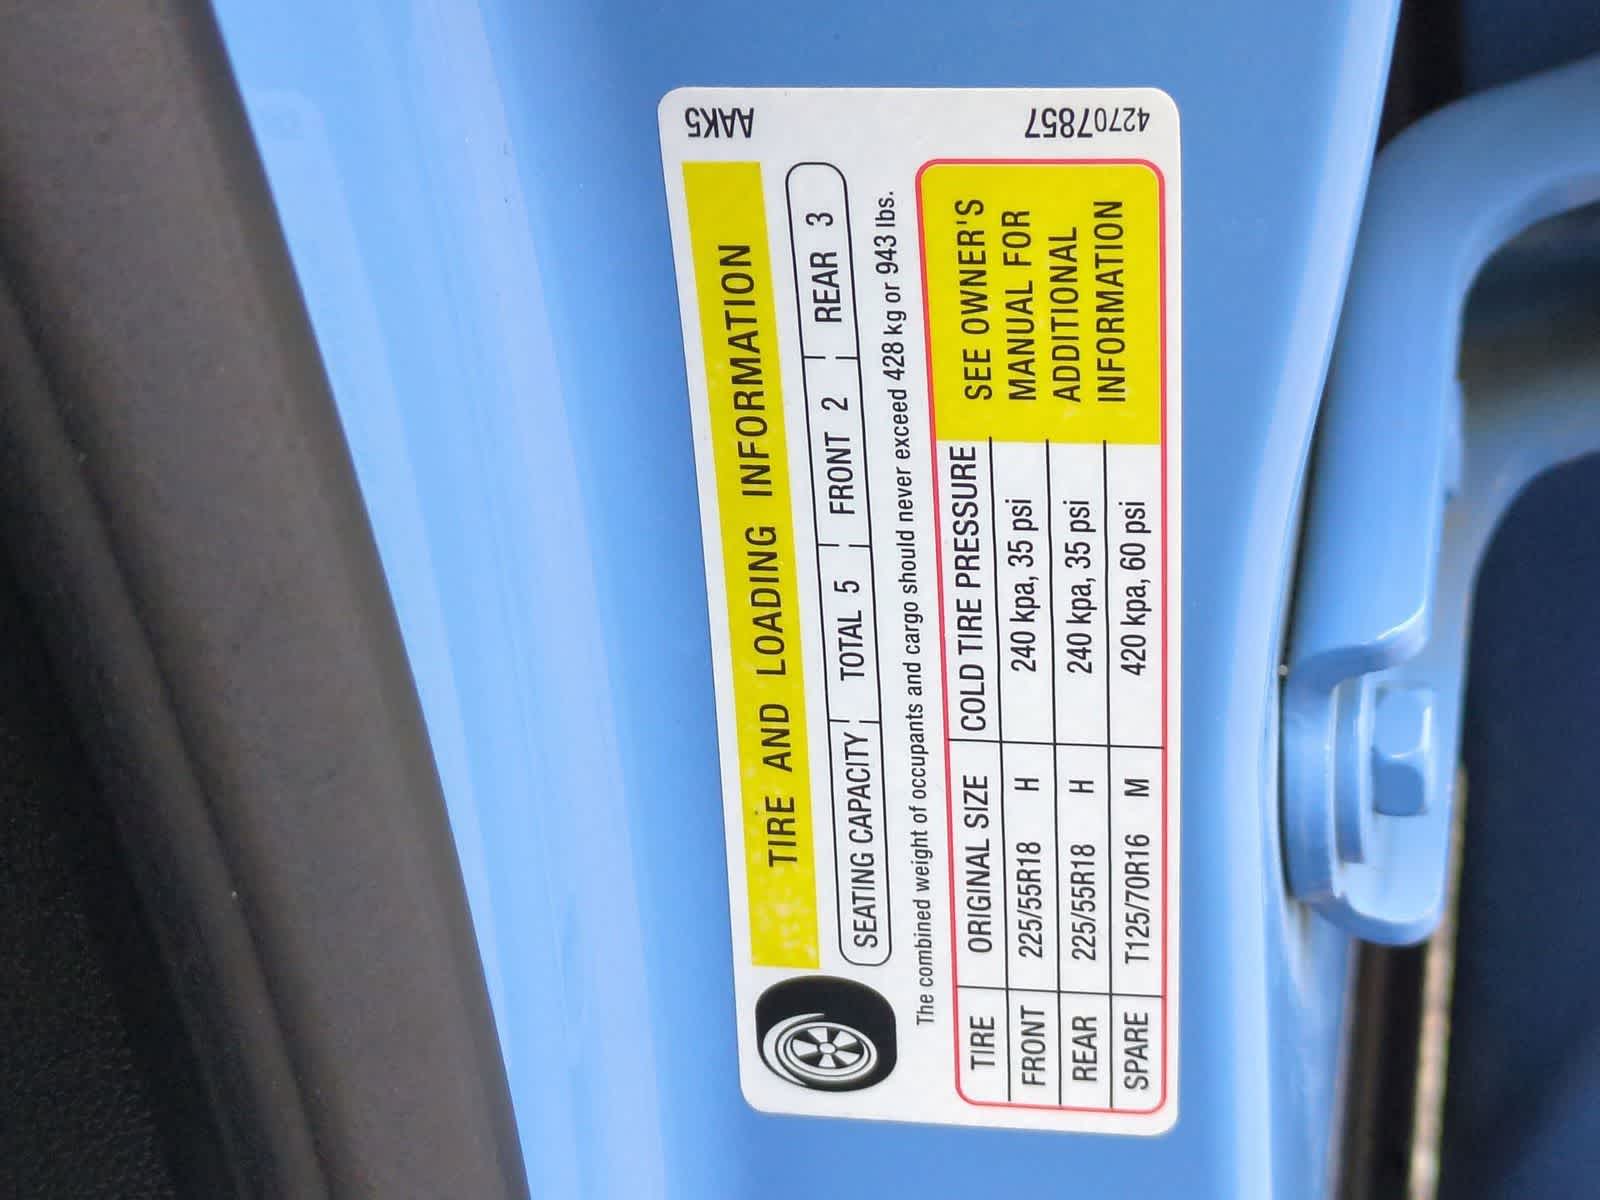 TIRE AND LOADING INFORMATION
SEATING CAPACITY TOTAL 5 FRONT 2 REAR 3
The combined weight of occupants and cargo should never exceed 428 kg or 943 lbs.
TIRE ORIGINAL SIZE COLD TIRE PRESSURE
FRONT 225/55R18 H 240 kpa, 35 psi
REAR 225/55R18 H 240 kpa, 35 psi
SPARE T125/70R16 M 420 kpa, 60 psi
SEE OWNER'S
MANUAL FOR
ADDITIONAL
INFORMATION
AAK5
42707857